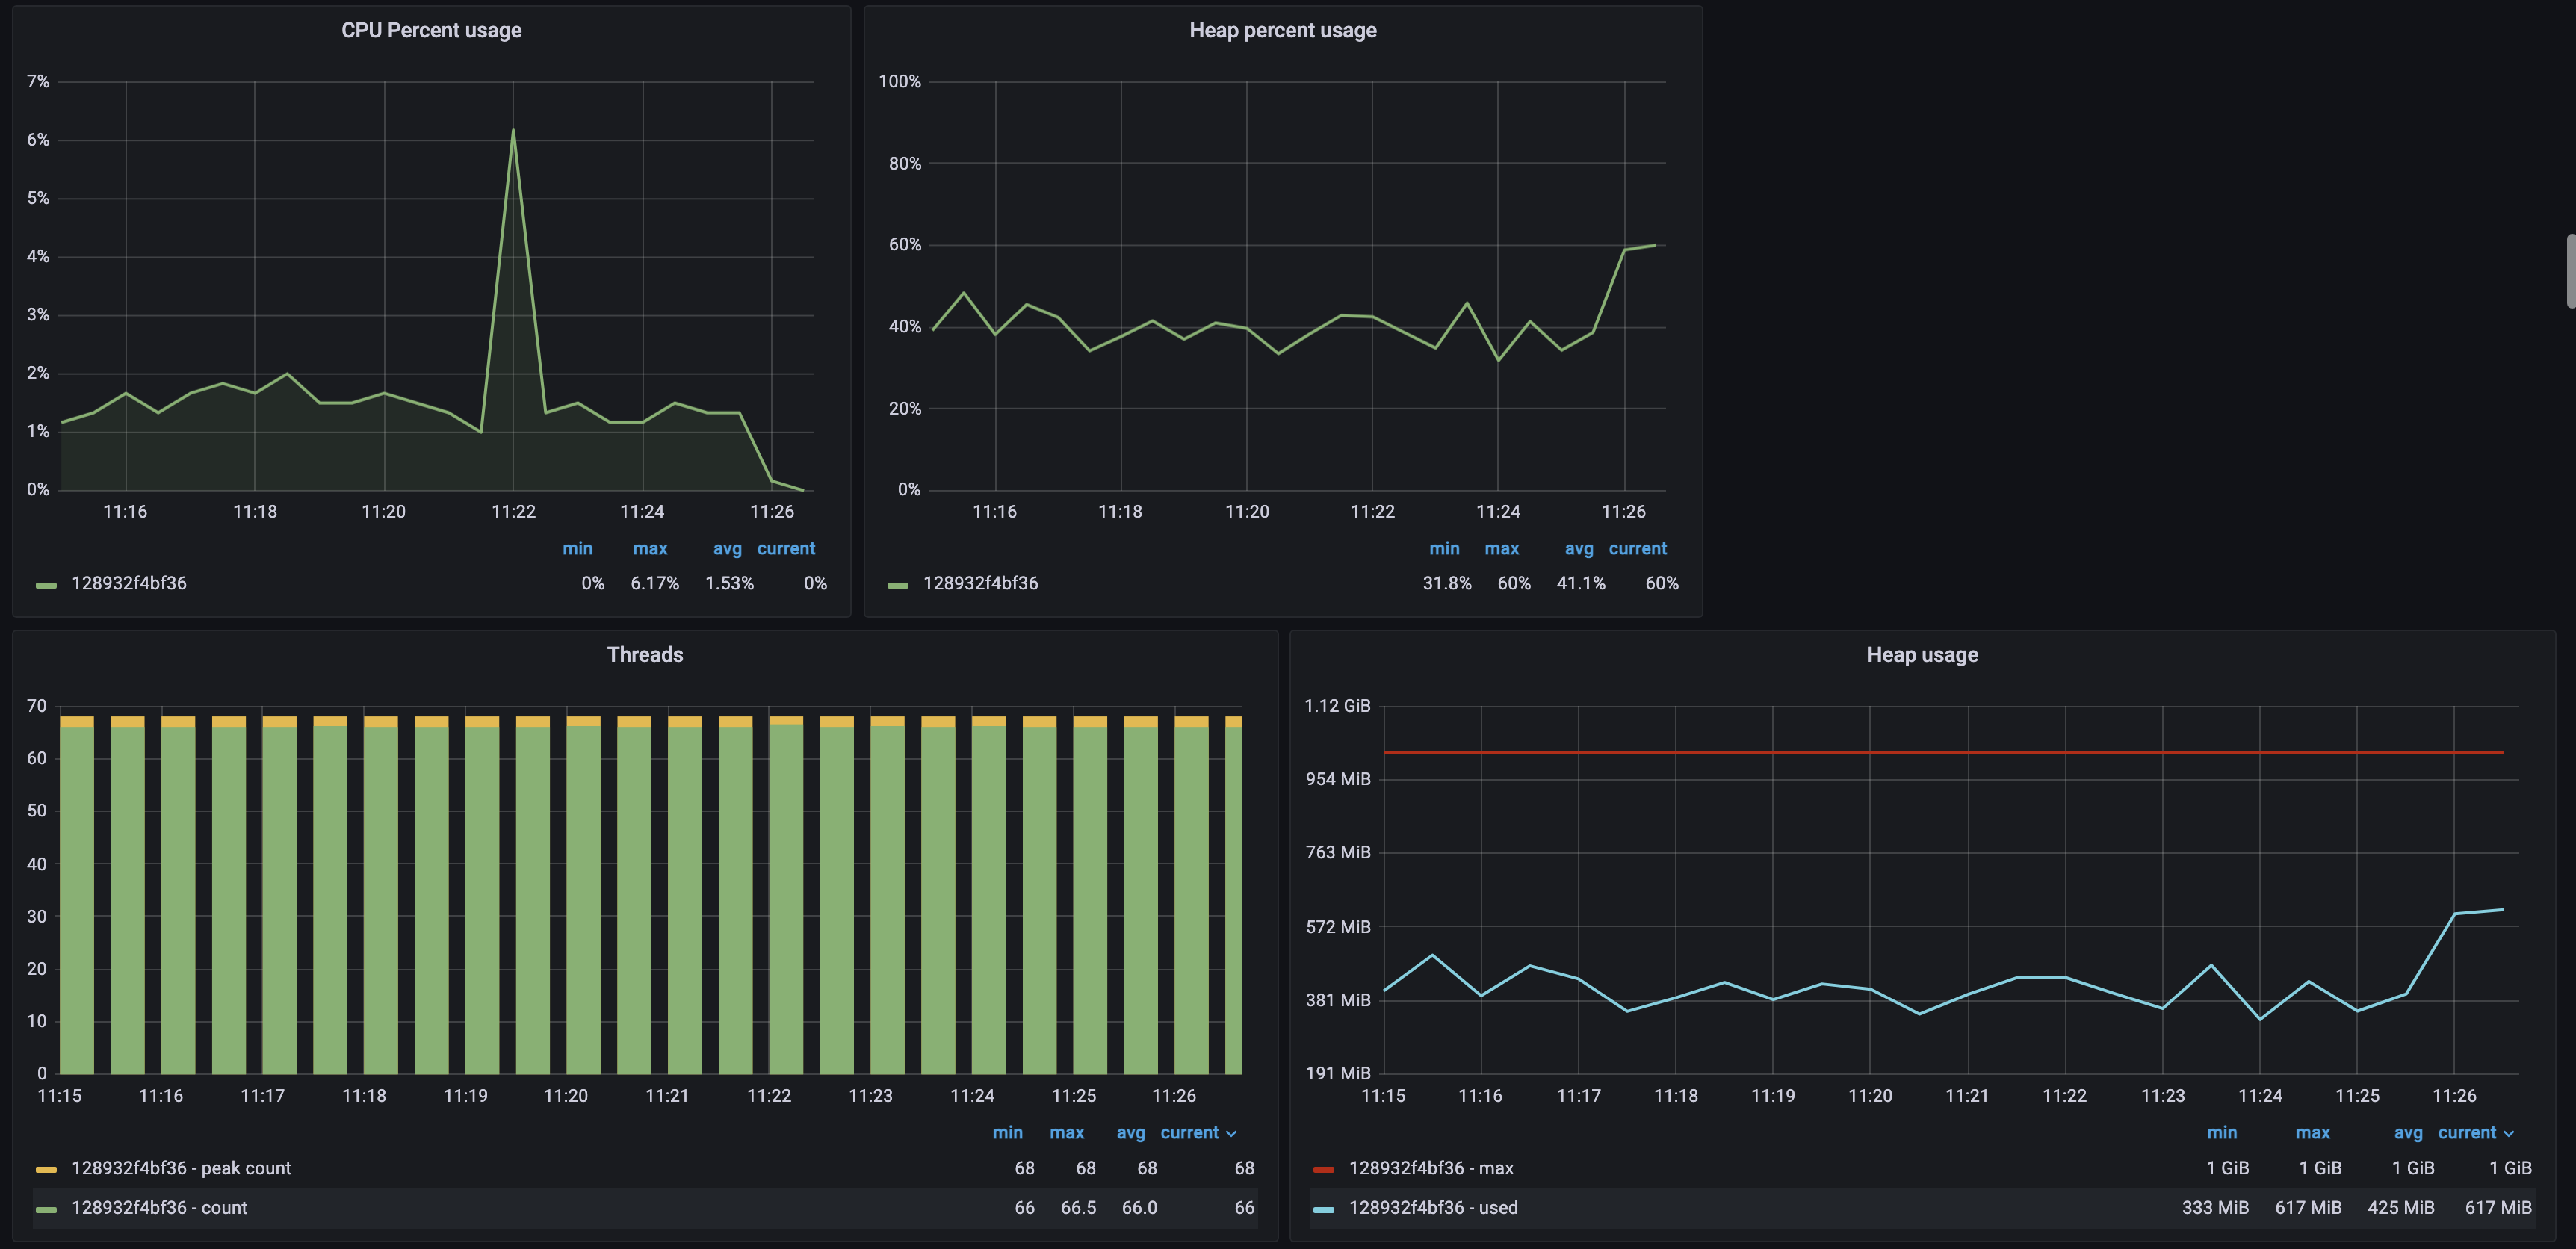 CPU Percent usage
7%
6%
5%
4%
3%
2%
1%
0%
11:16 11:18 11:20 11:22 11:24 11:26
min max avg current
128932f4bf36 0% 6.17% 1.53% 0%
Heap percent usage
100%
80%
60%
40%
20%
0%
11:16 11:18 11:20 11:22 11:24 11:26
min max avg current
128932f4bf36 31.8% 60% 41.1% 60%
Threads
70
60
50
40
30
20
10
0
11:15 11:16 11:17 11:18 11:19 11:20 11:21 11:22 11:23 11:24 11:25 11:26
min max avg current
128932f4bf36 - peak count 68 68 68 68
128932f4bf36 - count 66 66.5 66.0 66
Heap usage
1.12 GiB
954 MiB
763 MiB
572 MiB
381 MiB
191 MiB
11:15 11:16 11:17 11:18 11:19 11:20 11:21 11:22 11:23 11:24 11:25 11:26
min max avg current
128932f4bf36 - max 1 GiB 1 GiB 1 GiB 1 GiB
128932f4bf36 - used 333 MiB 617 MiB 425 MiB 617 MiB